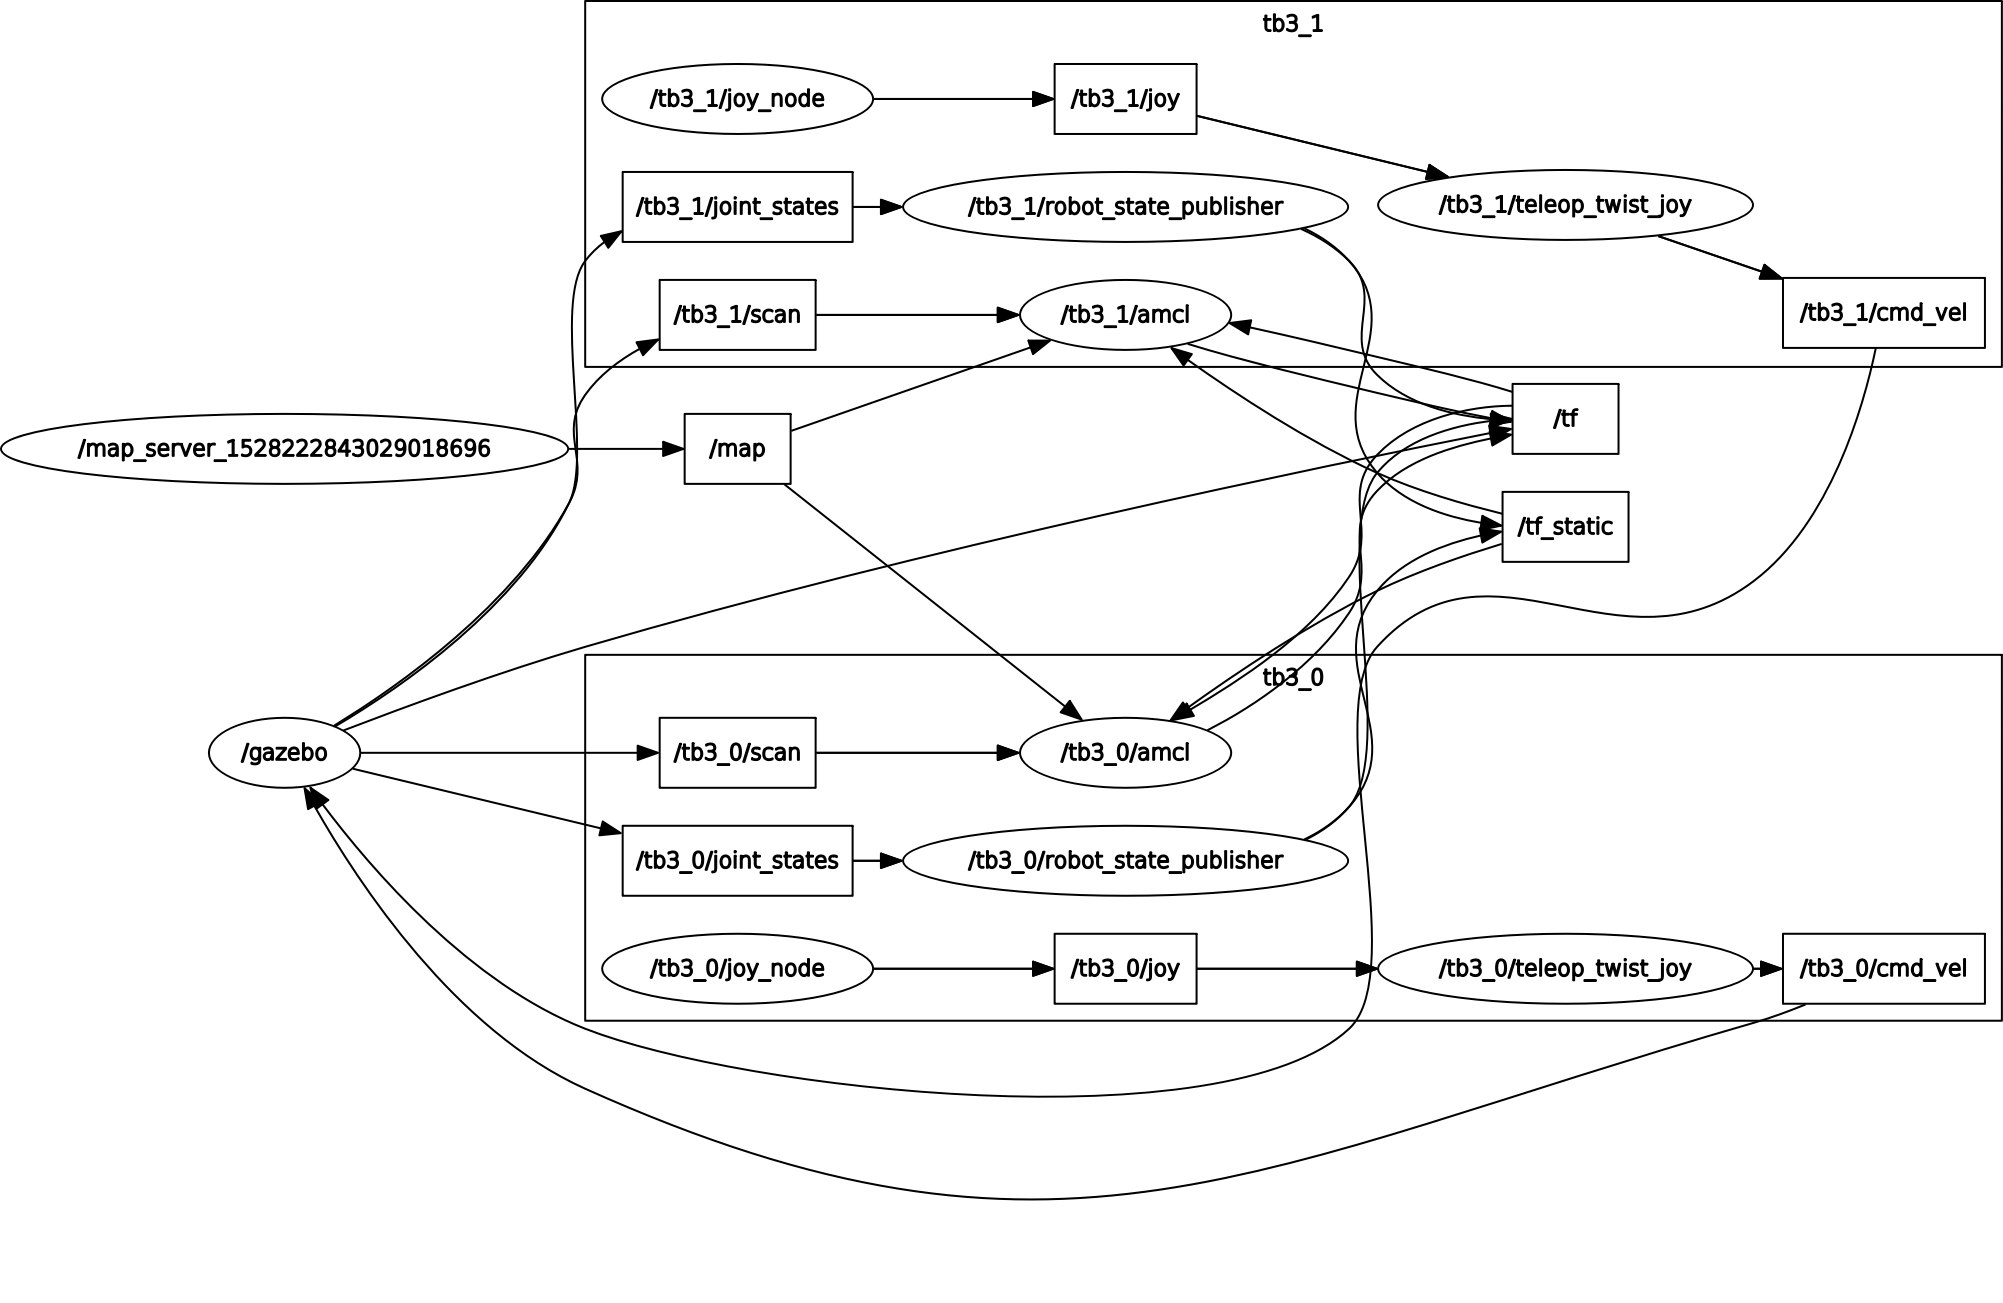 tb3_1
/tb3_1/joy_node
/tb3_1/joy
/tb3_1/joint_states
/tb3_1/robot_state_publisher
/tb3_1/teleop_twist_joy
/tb3_1/scan
/tb3_1/amcl
/tb3_1/cmd_vel
/map_server_1528222843029018696
/map
/tf
/tf_static
tb3_0
/gazebo
/tb3_0/scan
/tb3_0/amcl
/tb3_0/joint_states
/tb3_0/robot_state_publisher
/tb3_0/joy_node
/tb3_0/joy
/tb3_0/teleop_twist_joy
/tb3_0/cmd_vel